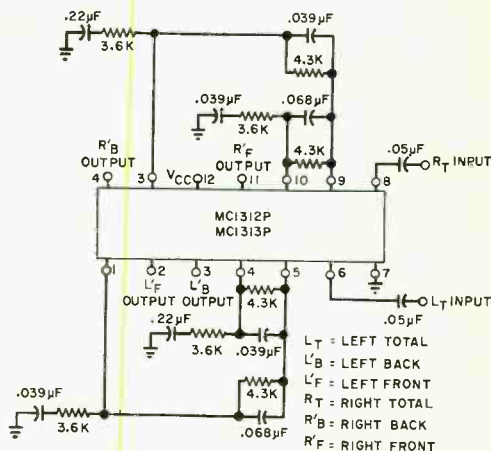 .22µF
3.6K
.039µF
4.3K
.039µF
3.6K
.068µF
4.3K
R'B
OUTPUT
R'F
OUTPUT
.05µF
RT INPUT
4
3
VCC
12
11
10
9
8
MC1312P
MC1313P
1
2
3
4
5
6
7
L'F
OUTPUT
L'B
OUTPUT
4.3K
.22µF
3.6K
.039µF
LT INPUT
.05µF
4.3K
.039µF
3.6K
.068µF
LT = LEFT TOTAL
L'B = LEFT BACK
L'F = LEFT FRONT
RT = RIGHT TOTAL
R'B = RIGHT BACK
R'F = RIGHT FRONT